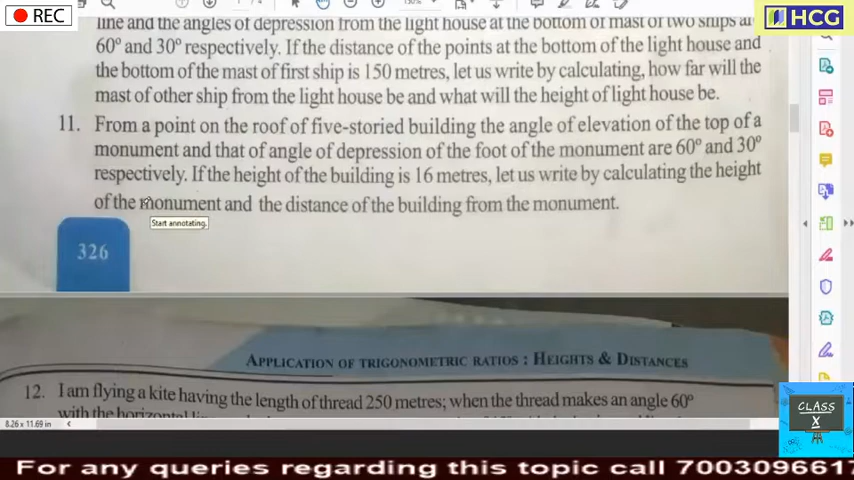 REC
HCG
line and the angles of depression from the light house at the bottom of mast of two ships
60° and 30° respectively. If the distance of the points at the bottom of the light house and
the bottom of the mast of first ship is 150 metres, let us write by calculating, how far will the
mast of other ship from the light house be and what will the height of light house be.
11. From a point on the roof of five-storied building the angle of elevation of the top of a
monument and that of angle of depression of the foot of the monument are 60° and 30°
respectively. If the height of the building is 16 metres, let us write by calculating the height
of the monument and the distance of the building from the monument.
Start annotating.
326
APPLICATION OF TRIGONOMETRIC RATIOS : HEIGHTS & DISTANCES
12. I am flying a kite having the length of thread 250 metres; when the thread makes an angle 60°
with the horizontal
8.26 x 11.69 in
CLASS
X
For any queries regarding this topic call 7003096617